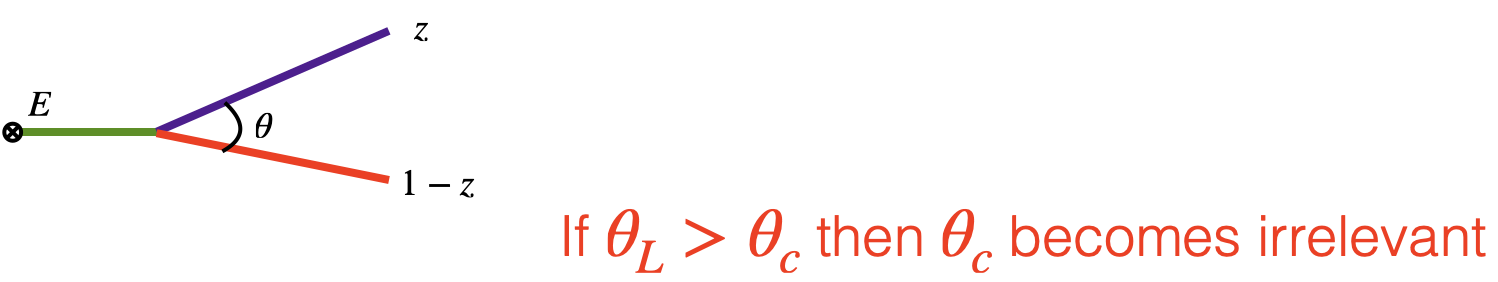 z
E
θ
1 − z
If θ_L > θ_c then θ_c becomes irrelevant